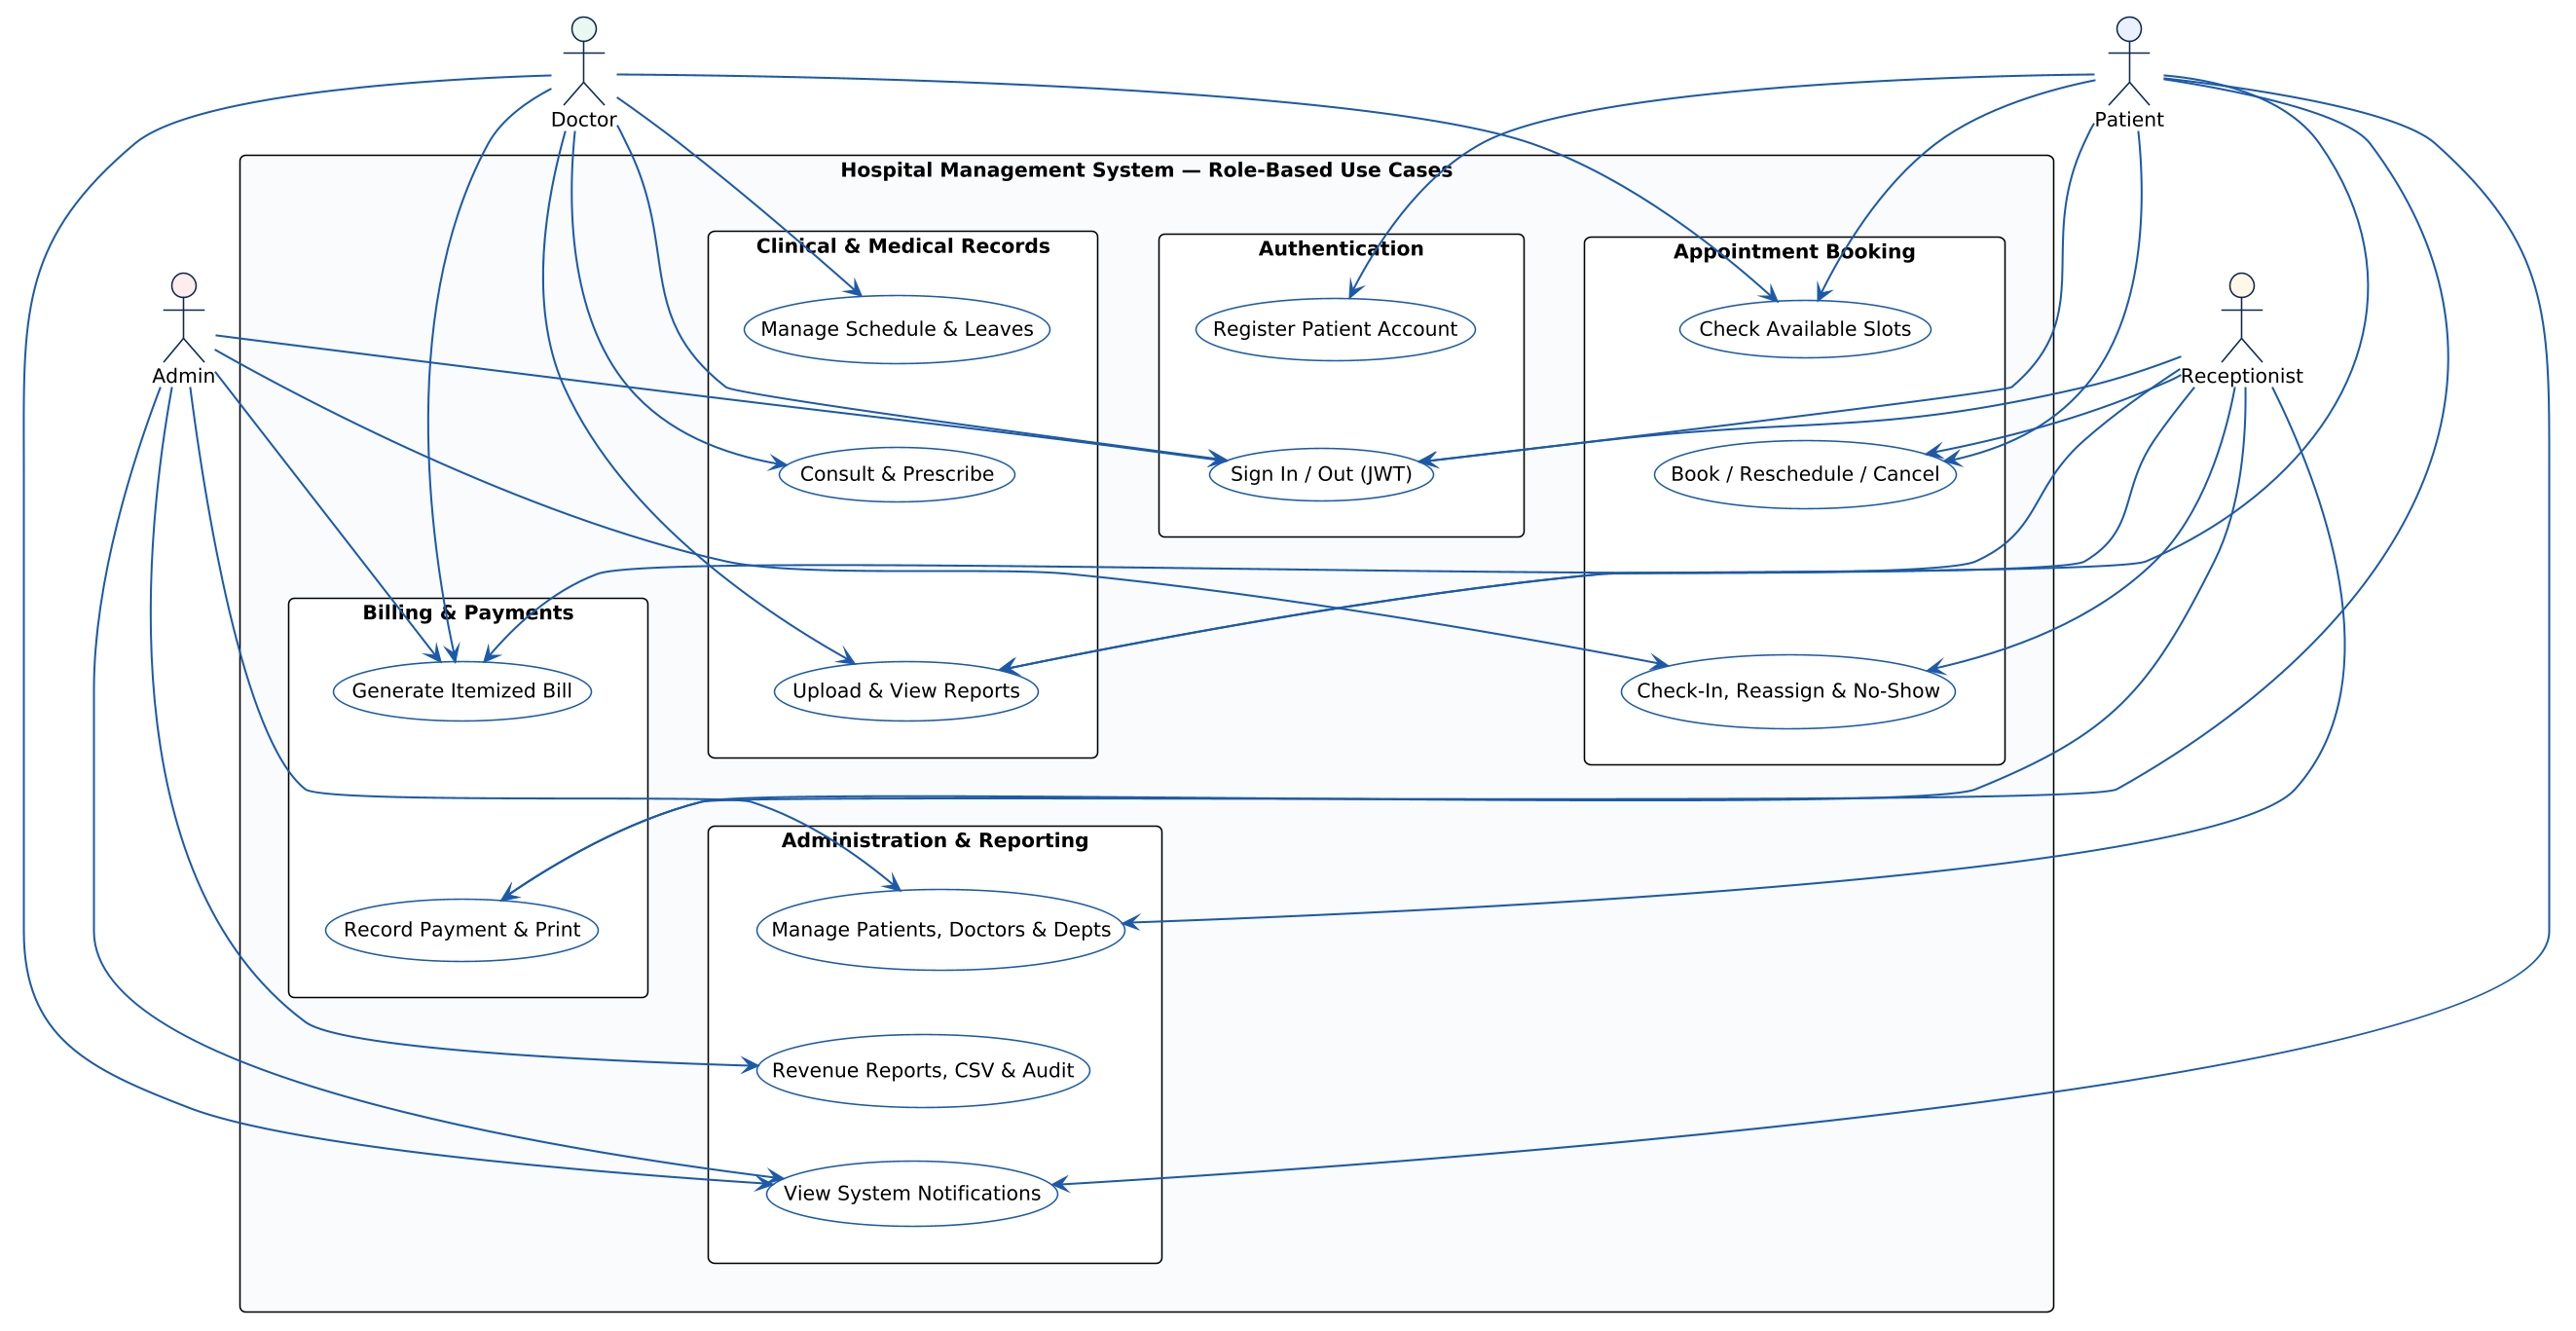 Doctor
Patient
Hospital Management System — Role-Based Use Cases
Clinical & Medical Records
Authentication
Appointment Booking
Manage Schedule & Leaves
Register Patient Account
Check Available Slots
Admin
Receptionist
Consult & Prescribe
Sign In / Out (JWT)
Book / Reschedule / Cancel
Billing & Payments
Generate Itemized Bill
Upload & View Reports
Check-In, Reassign & No-Show
Administration & Reporting
Record Payment & Print
Manage Patients, Doctors & Depts
Revenue Reports, CSV & Audit
View System Notifications